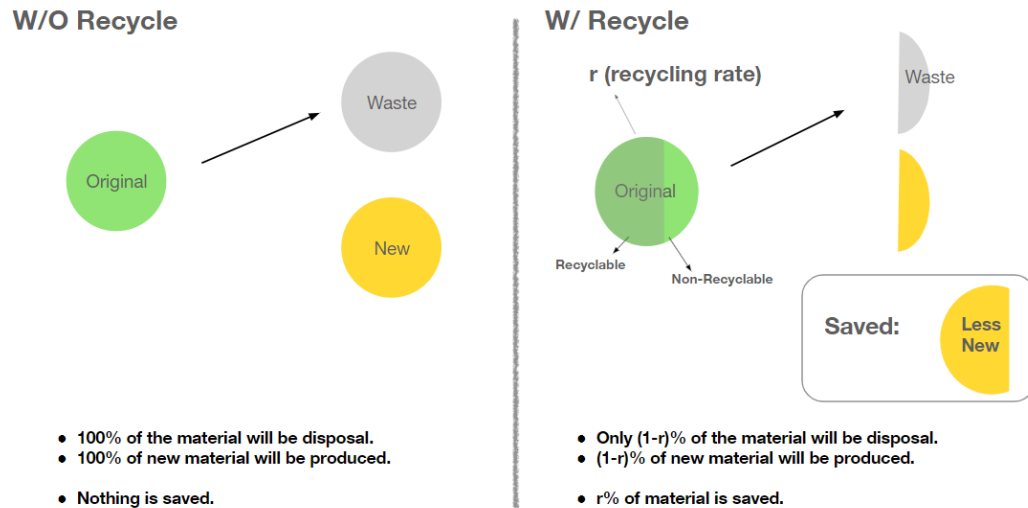 W/O Recycle
Waste
Original
New
100% of the material will be disposal.
100% of new material will be produced.
Nothing is saved.
W/ Recycle
r (recycling rate)
Waste
Original
Recyclable
Non-Recyclable
Saved:
Less
New
Only (1-r)% of the material will be disposal.
(1-r)% of new material will be produced.
r% of material is saved.